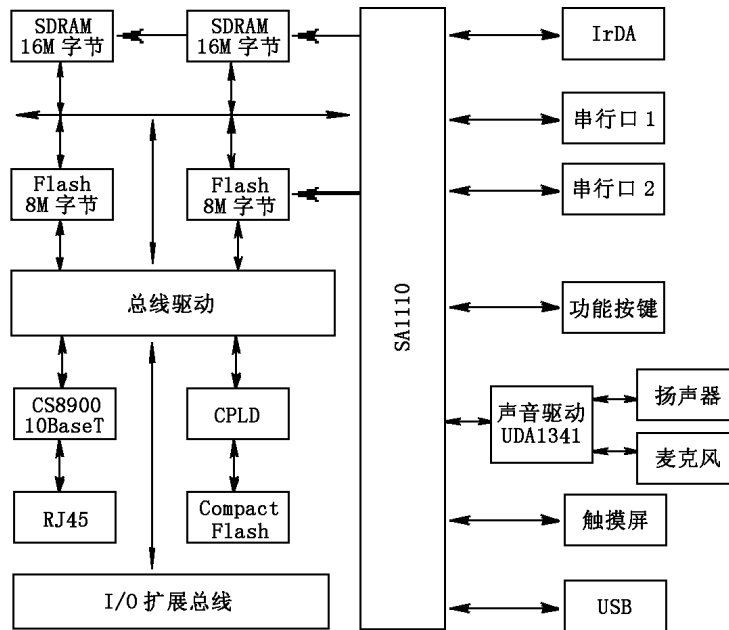 SDRAM
16M 字节
SDRAM
16M 字节
IrDA
串行口 1
Flash
8M 字节
Flash
8M 字节
串行口 2
总线驱动
SA1110
功能按键
CS8900
10BaseT
CPLD
声音驱动
UDA1341
扬声器
麦克风
RJ45
Compact
Flash
触摸屏
I/O 扩展总线
USB